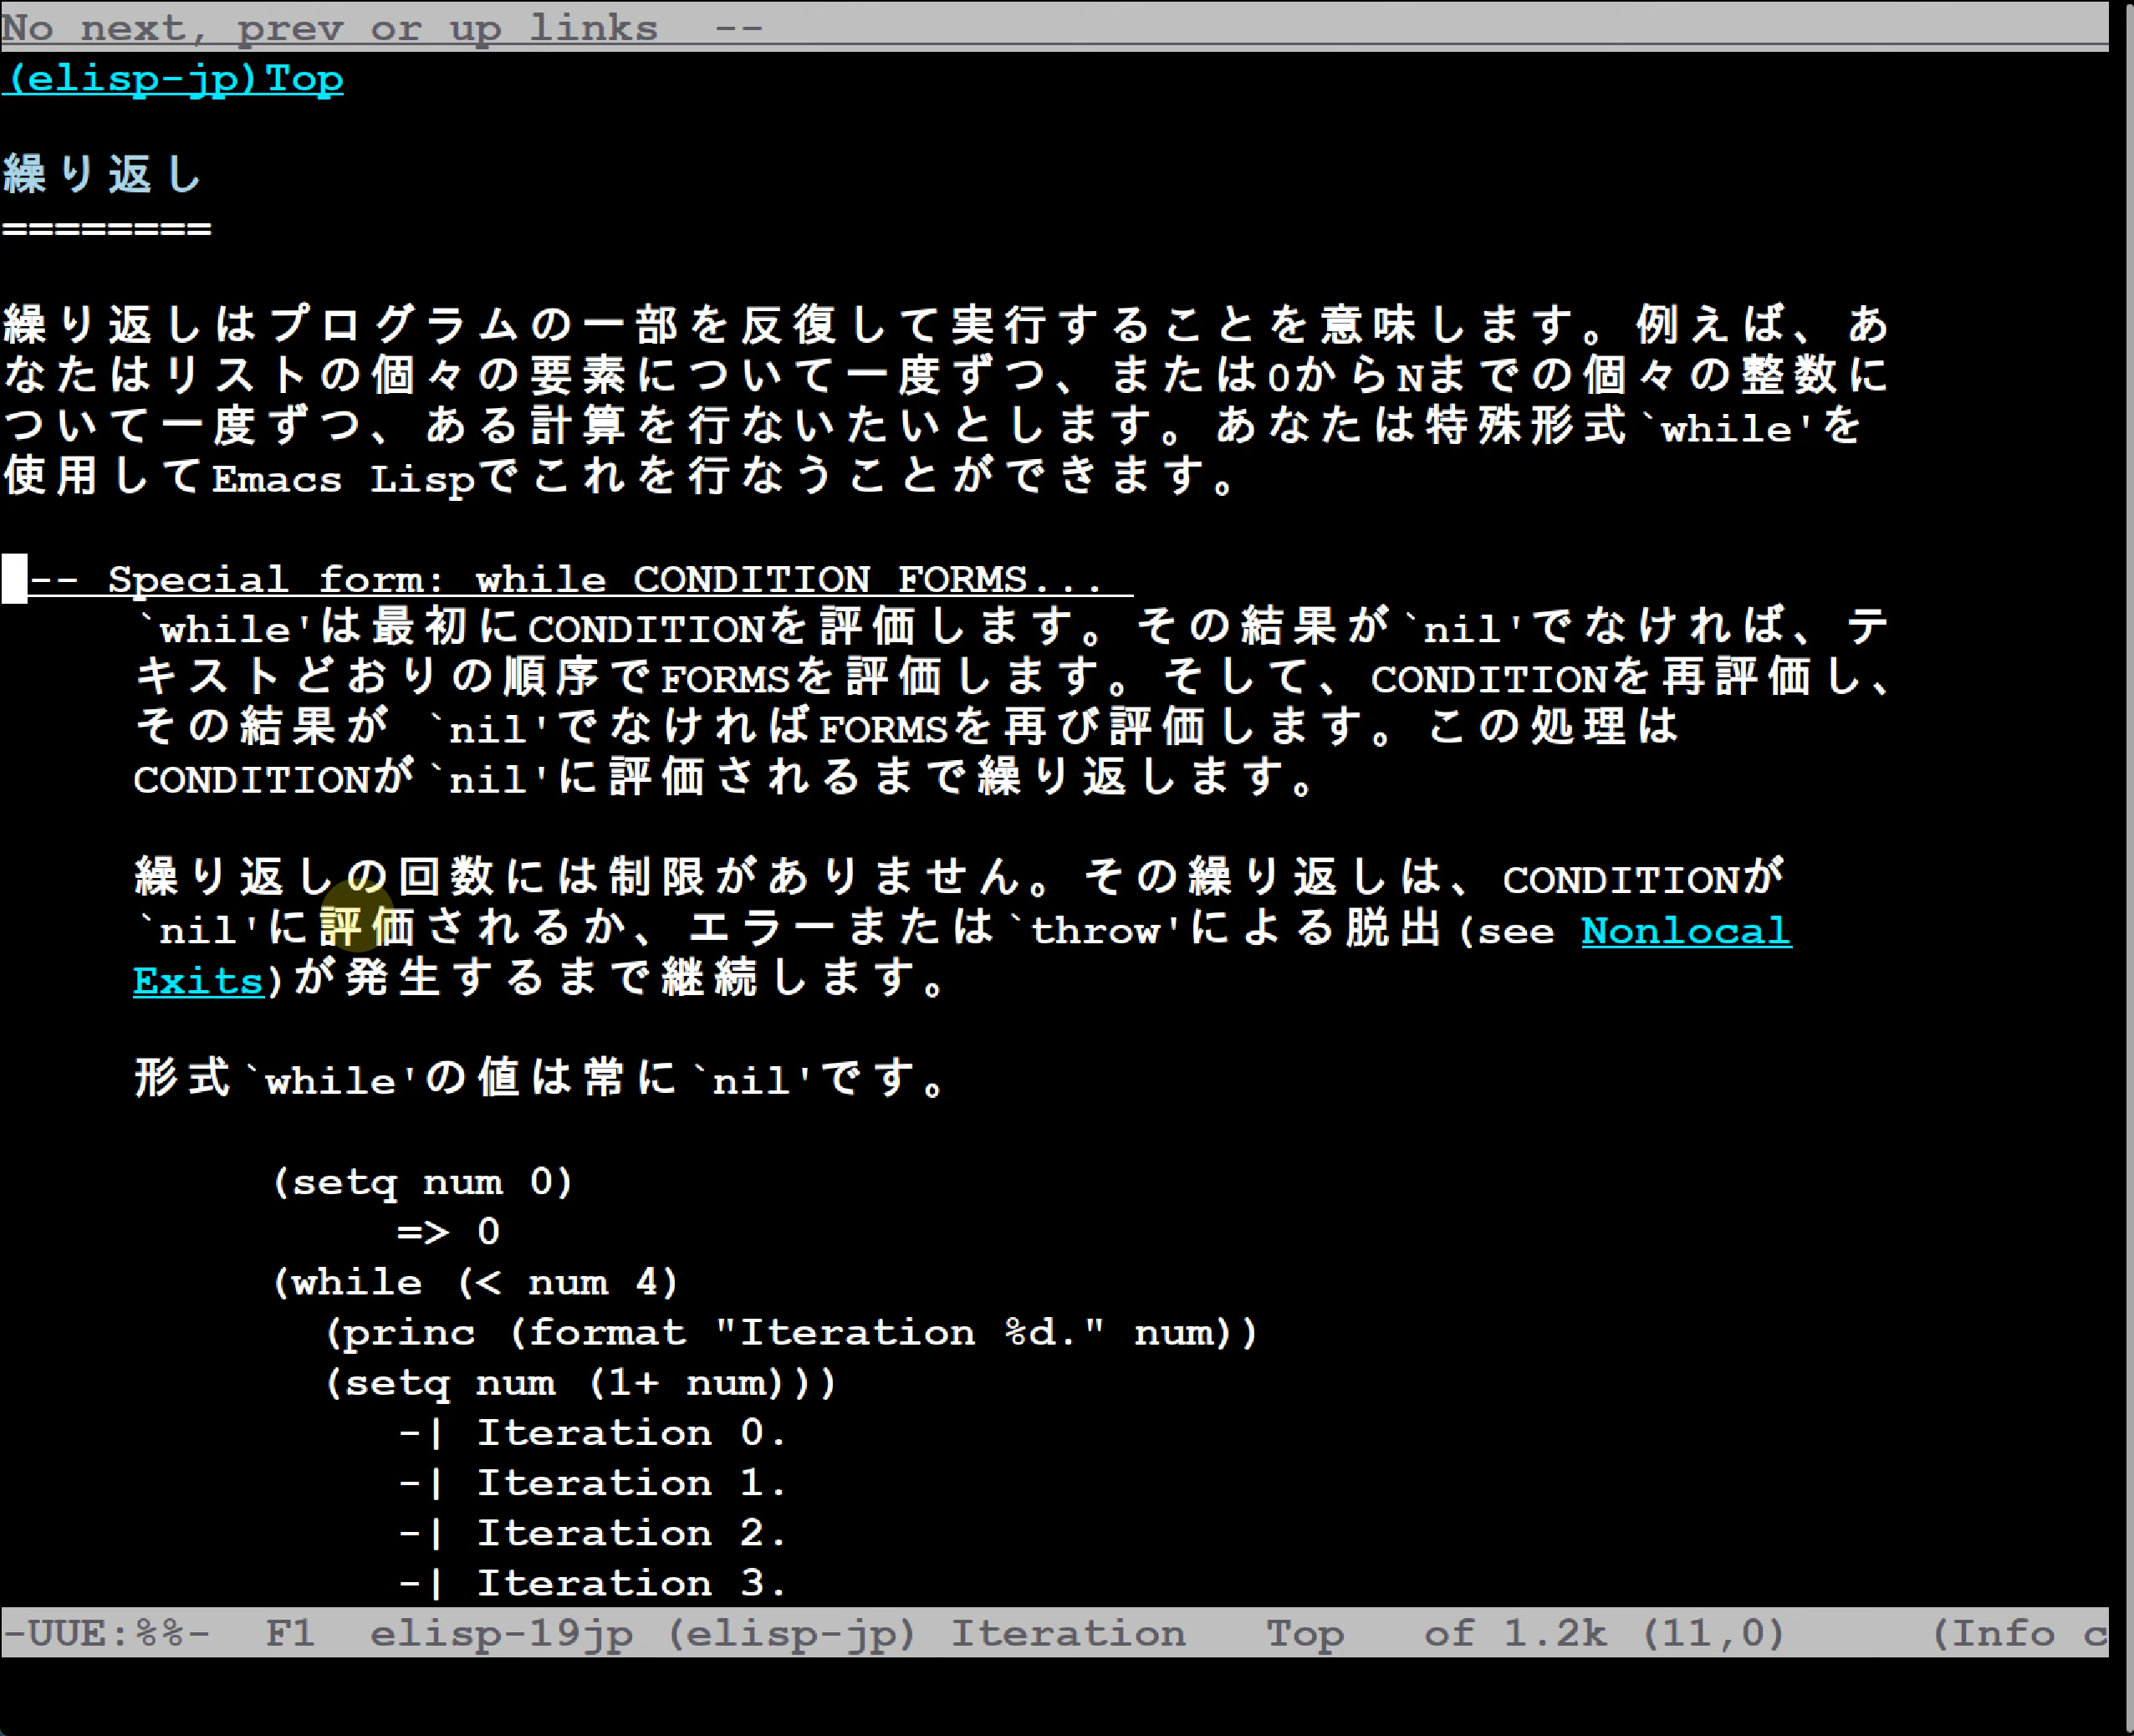 No next, prev or up links  --
(elisp-jp)Top
繰り返し
========
繰り返しはプログラムの一部を反復して実行することを意味します。例えば、あ
なたはリストの個々の要素について一度ずつ、または0からNまでの個々の整数に
ついて一度ずつ、ある計算を行ないたいとします。あなたは特殊形式`while'を
使用してEmacs Lispでこれを行なうことができます。
-- Special form: while CONDITION FORMS...
`while'は最初にCONDITIONを評価します。その結果が`nil'でなければ、テ
キストどおりの順序でFORMSを評価します。そして、CONDITIONを再評価し、
その結果が `nil'でなければFORMSを再び評価します。この処理は
CONDITIONが`nil'に評価されるまで繰り返します。
繰り返しの回数には制限がありません。その繰り返しは、CONDITIONが
`nil'に評価されるか、エラーまたは`throw'による脱出(see Nonlocal
Exits)が発生するまで継続します。
形式`while'の値は常に`nil'です。
(setq num 0)
=> 0
(while (< num 4)
(princ (format "Iteration %d." num))
(setq num (1+ num)))
-| Iteration 0.
-| Iteration 1.
-| Iteration 2.
-| Iteration 3.
-UUE:%%-  F1  elisp-19jp (elisp-jp) Iteration   Top   of 1.2k (11,0)     (Info c